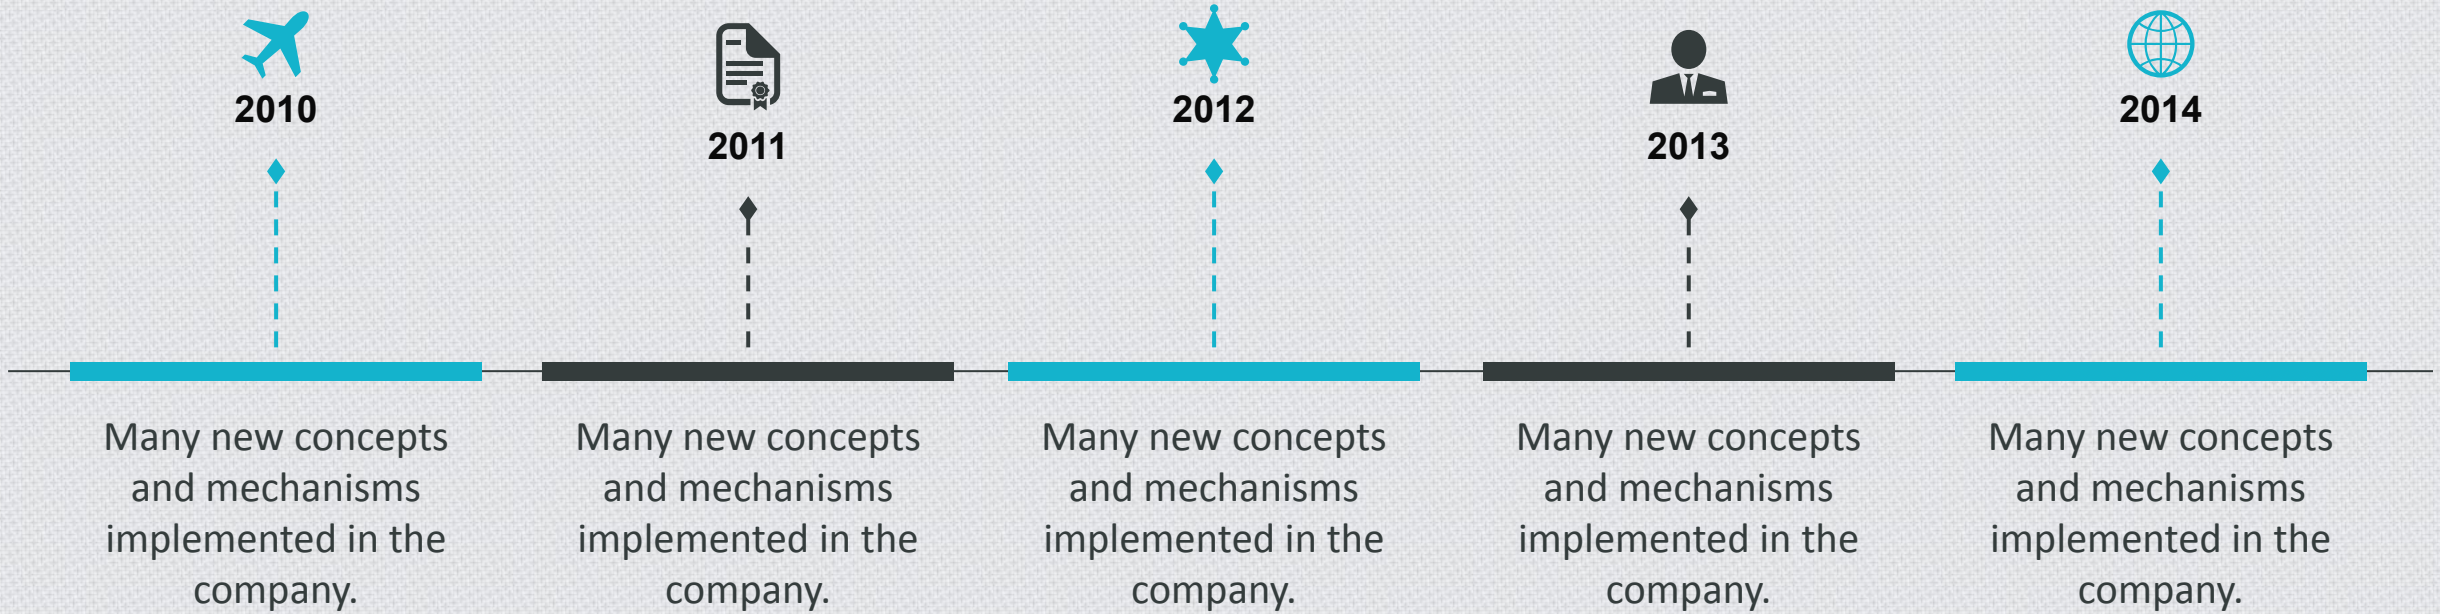 2010
Many new concepts
and mechanisms
implemented in the
company.
2011
Many new concepts
and mechanisms
implemented in the
company.
2012
Many new concepts
and mechanisms
implemented in the
company.
2013
Many new concepts
and mechanisms
implemented in the
company.
2014
Many new concepts
and mechanisms
implemented in the
company.